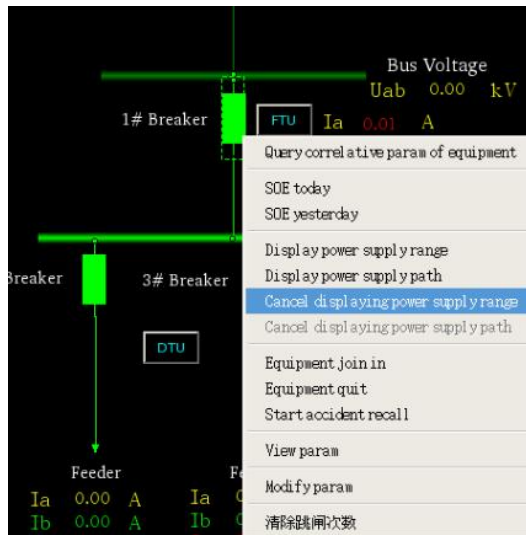 Bus Voltage
Uab 0.00 kV
1# Breaker
FTU
Ia 0.01 A
Query correlative param of equipment
SOE today
SOE yesterday
Display power supply range
Display power supply path
Cancel displaying power supply range
Cancel displaying power supply path
Equipment join in
Equipment quit
Start accident recall
View param
Modify param
清除跳闸次数
Breaker
3# Breaker
DTU
Feeder
Ia 0.00 A
Ia
Ib 0.00 A
Ib